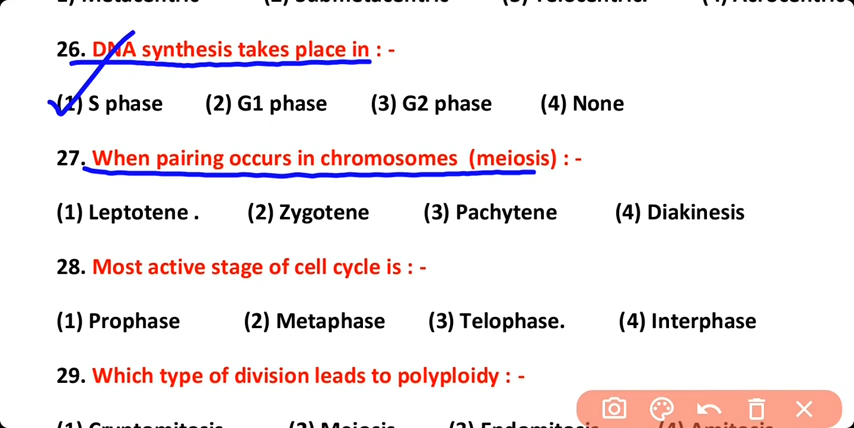 26. DNA synthesis takes place in : -
(1) S phase (2) G1 phase (3) G2 phase (4) None
27. When pairing occurs in chromosomes (meiosis) : -
(1) Leptotene . (2) Zygotene (3) Pachytene (4) Diakinesis
28. Most active stage of cell cycle is : -
(1) Prophase (2) Metaphase (3) Telophase. (4) Interphase
29. Which type of division leads to polyploidy : -